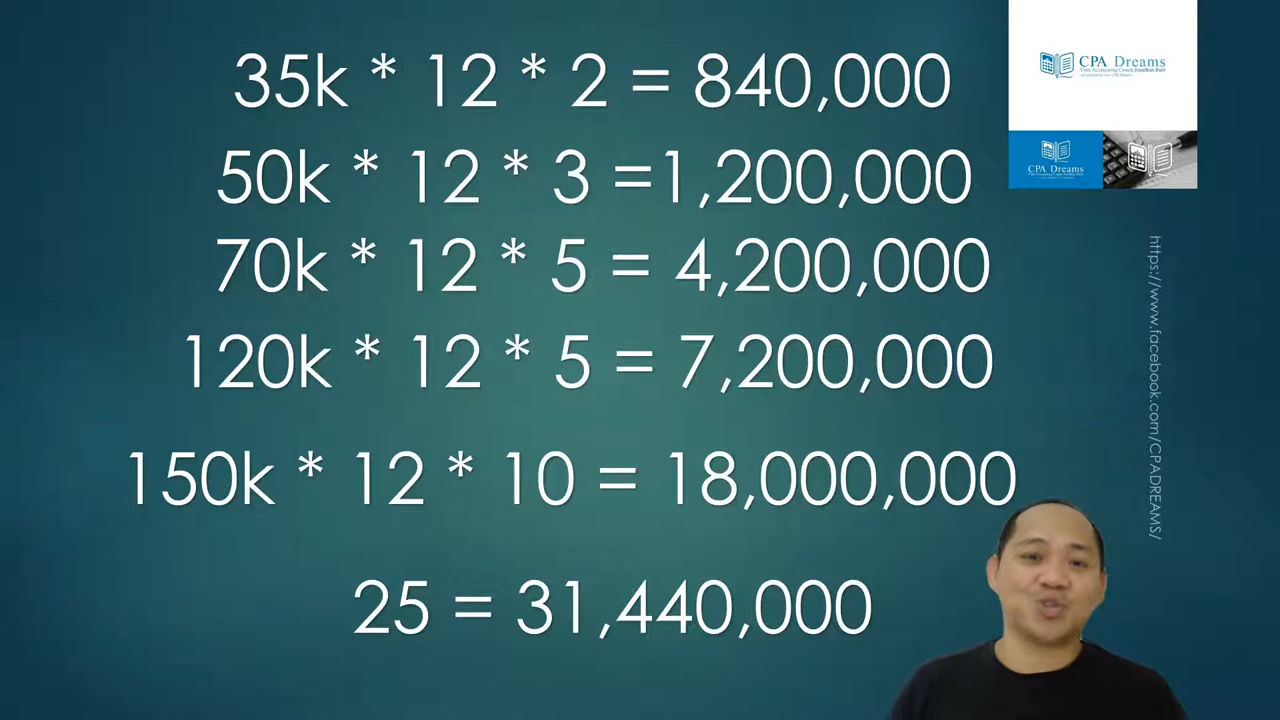 35k * 12 * 2 = 840,000
50k * 12 * 3 =1,200,000
70k * 12 * 5 = 4,200,000
120k * 12 * 5 = 7,200,000
150k * 12 * 10 = 18,000,000
25 = 31,440,000
CPA Dreams
CPA Dreams
https://www.facebook.com/CPADREAMS/